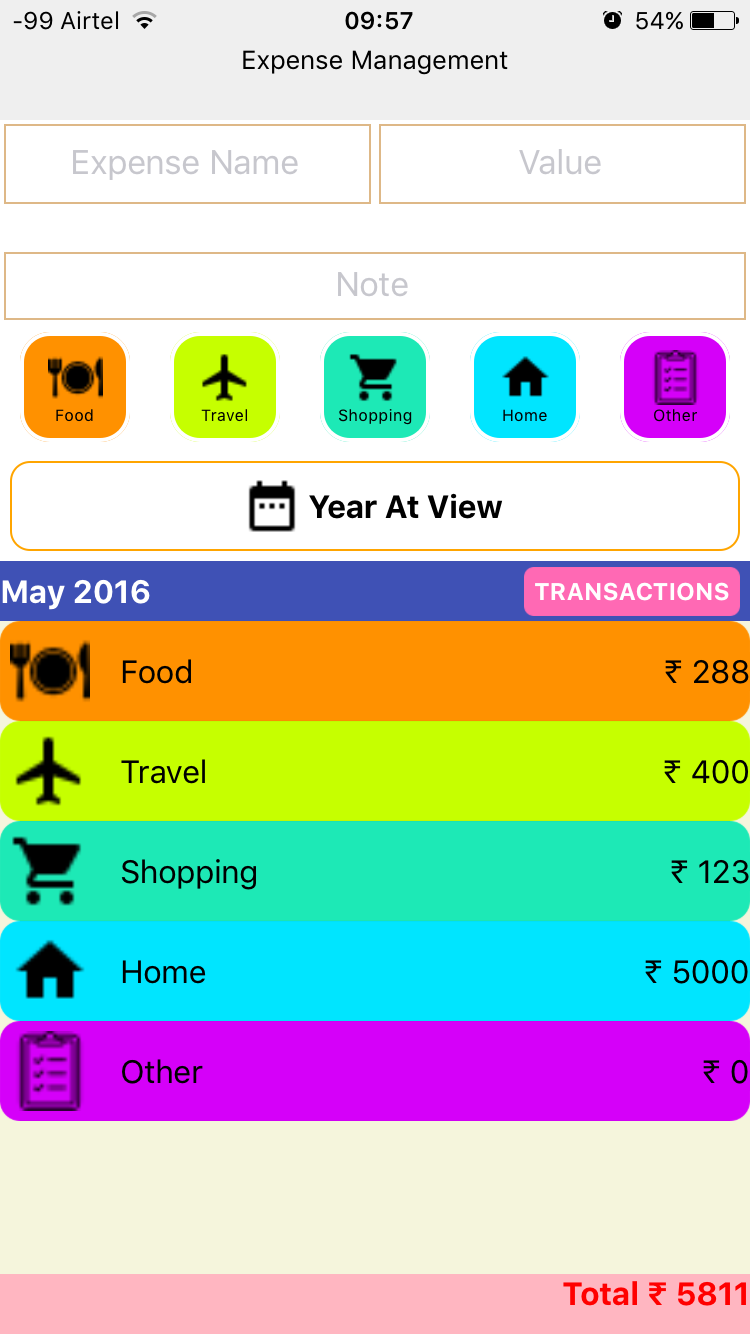 -99 Airtel 09:57 54%
Expense Management
Expense Name Value
Note
Food Travel Shopping Home Other
Year At View
May 2016 TRANSACTIONS
Food ₹ 288
Travel ₹ 400
Shopping ₹ 123
Home ₹ 5000
Other ₹ 0
Total ₹ 5811